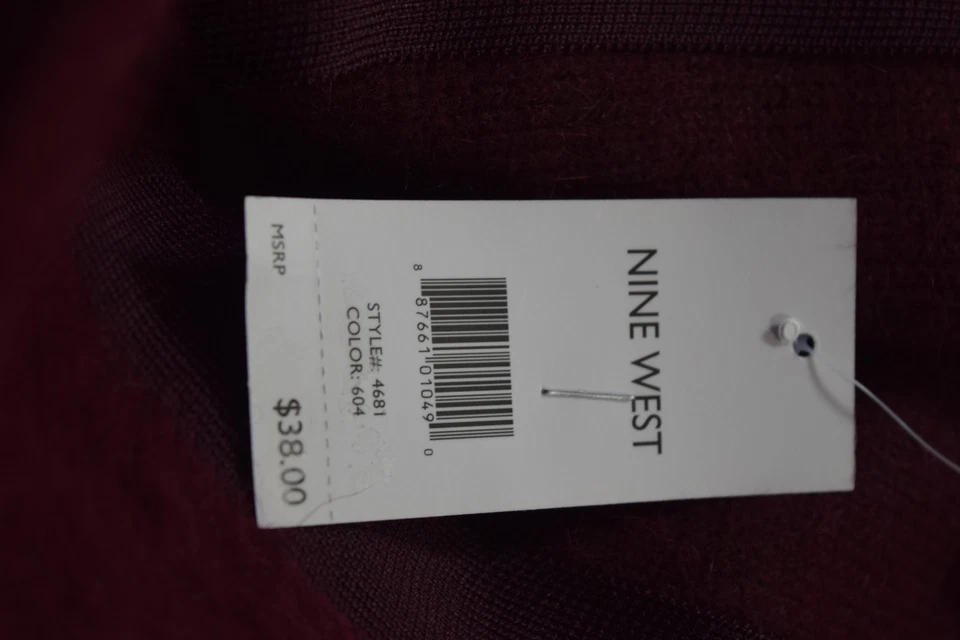 NINE WEST
8 87661 01049 0
STYLE#: 4681
COLOR: 604
MSRP $38.00